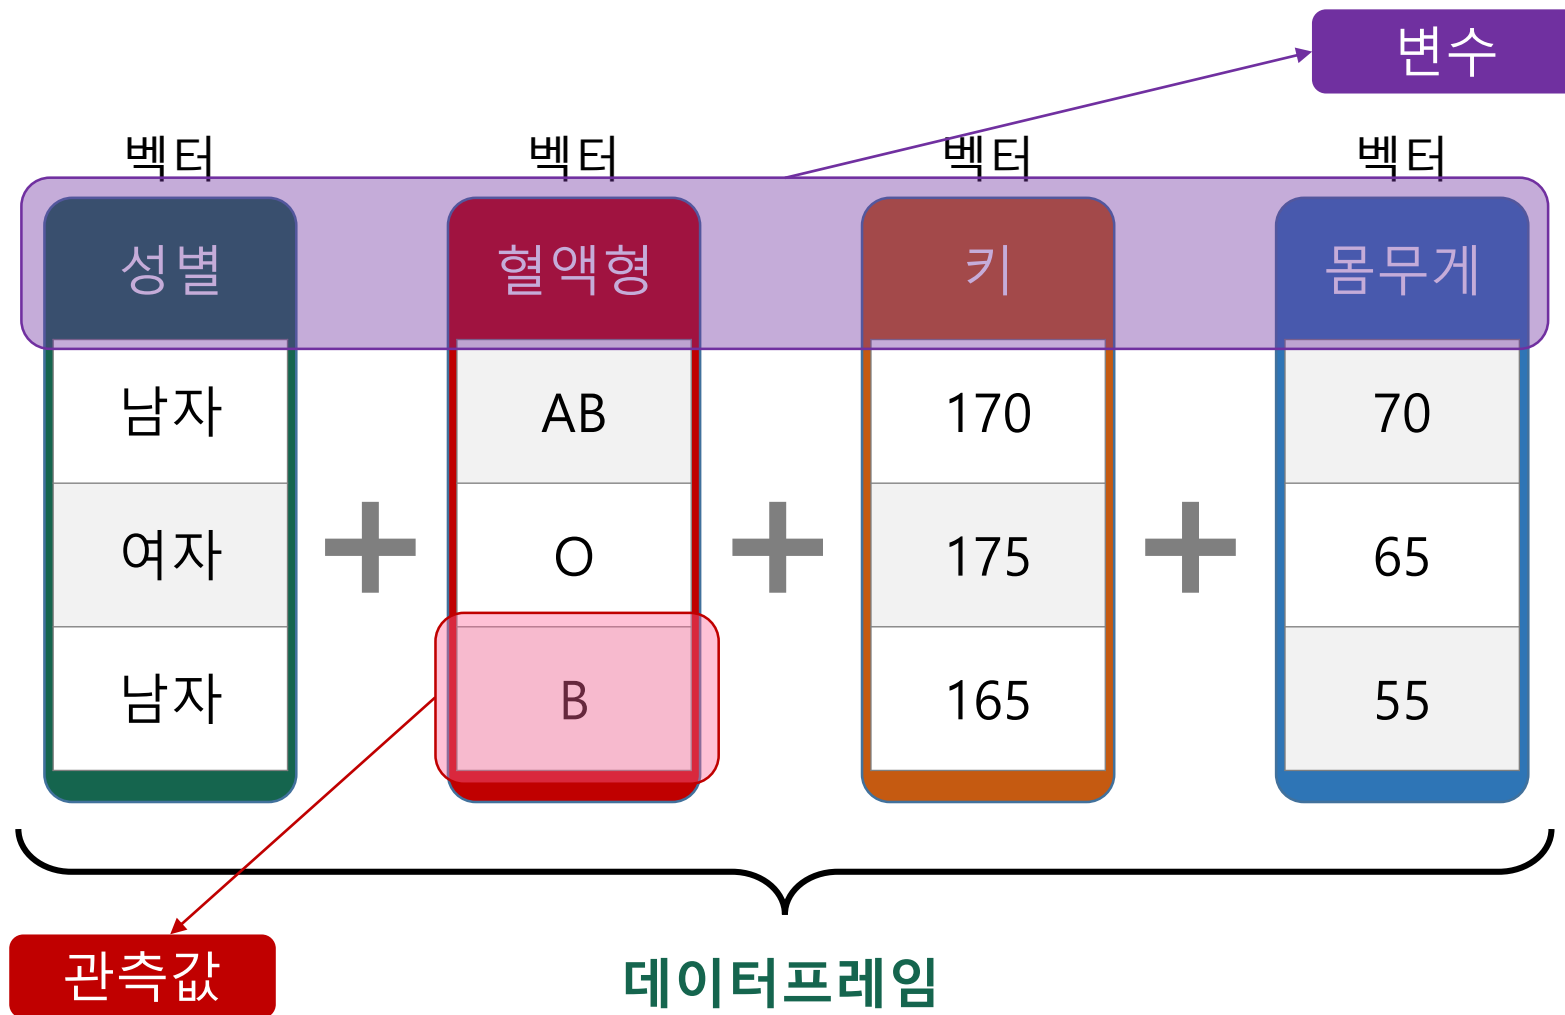 변수
벡터 벡터 벡터 벡터
성별 혈액형 키 몸무게
남자 AB 170 70
여자 O 175 65
남자 B 165 55
관측값 데이터프레임